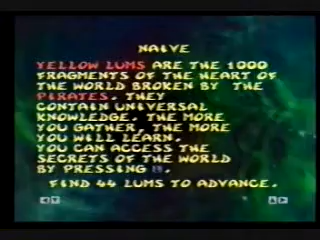 NAIVE
YELLOW LUMS ARE THE 1000
FRAGMENTS OF THE HEART OF
THE WORLD BROKEN BY THE
PIRATES. THEY
CONTAIN UNIVERSAL
KNOWLEDGE. THE MORE
YOU GATHER, THE MORE
YOU WILL LEARN.
YOU CAN ACCESS THE
SECRETS OF THE WORLD
BY PRESSING .
FIND 44 LUMS TO ADVANCE.